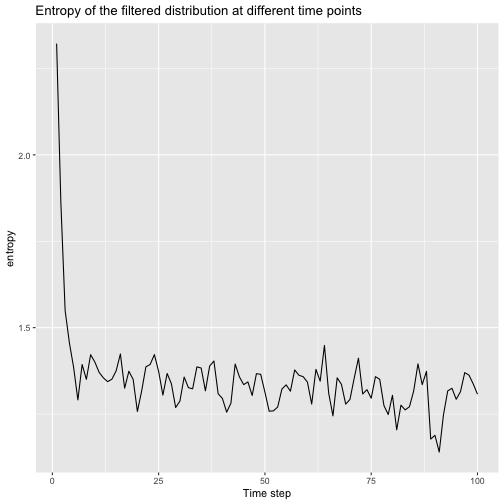 Entropy of the filtered distribution at different time points
2.0
1.5
entropy
0 25 50 75 100
Time step